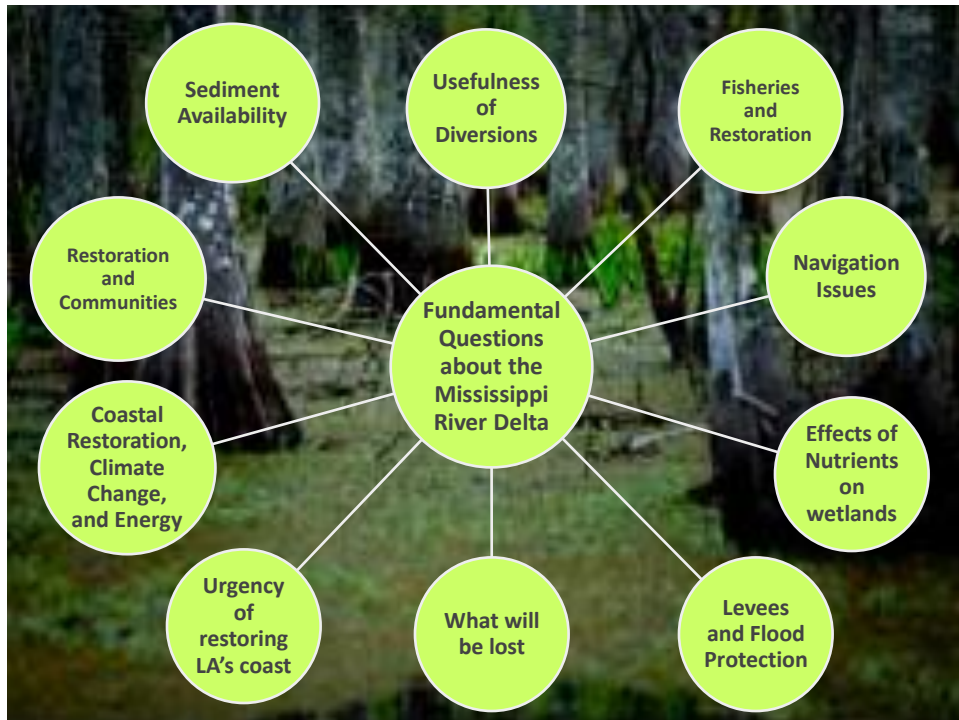 Sediment
Availability
Usefulness
of
Diversions
Fisheries
and
Restoration
Restoration
and
Communities
Navigation
Issues
Fundamental
Questions
about the
Mississippi
River Delta
Coastal
Restoration,
Climate
Change,
and Energy
Effects of
Nutrients
on
wetlands
Urgency
of
restoring
LA’s coast
What will
be lost
Levees
and Flood
Protection